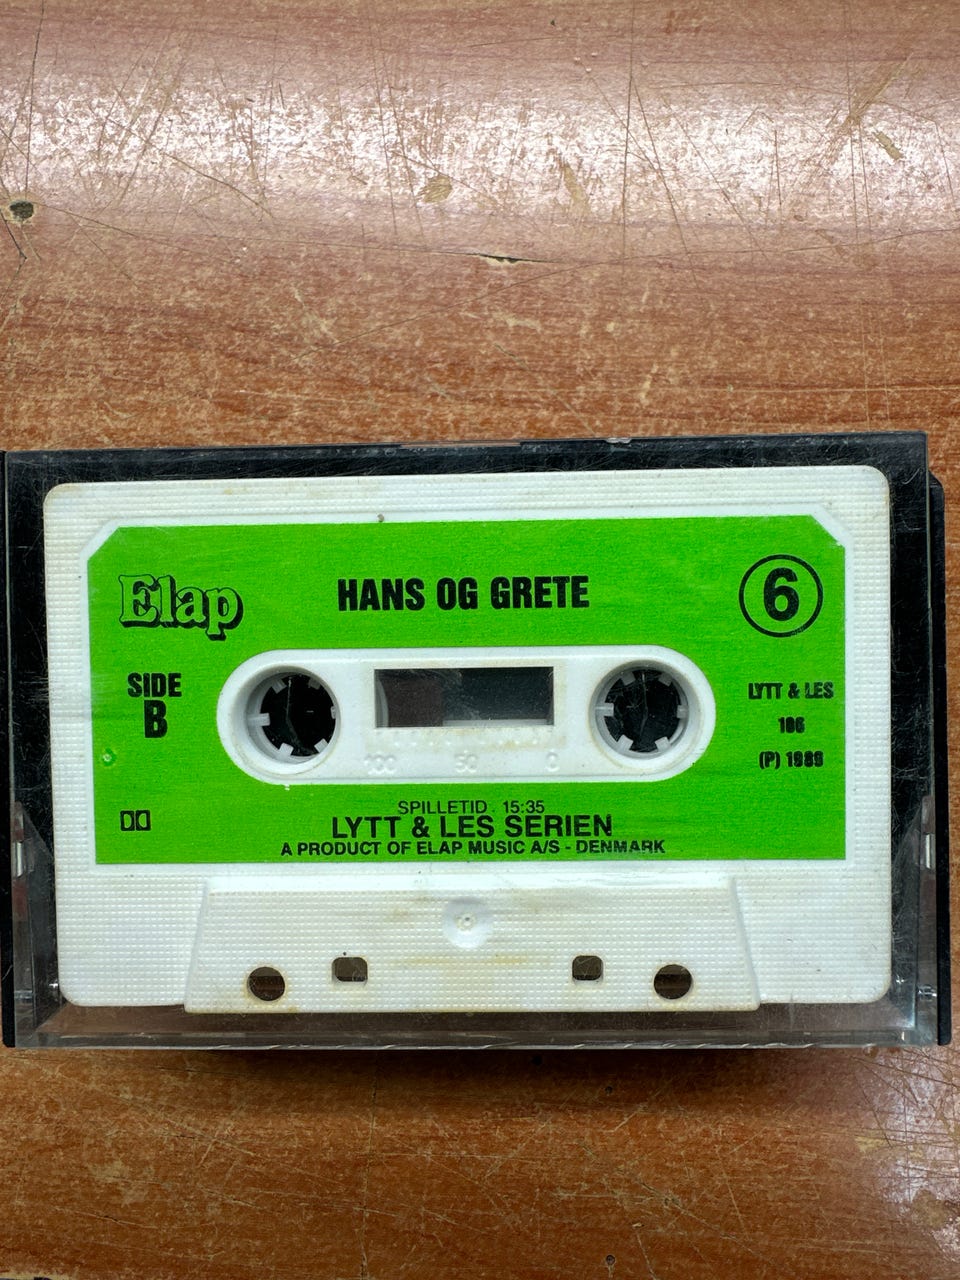 Elap
HANS OG GRETE
6
SIDE
B
LYTT & LES
106
(P) 1989
100 50 0
SPILLETID . 15:35
LYTT & LES SERIEN
A PRODUCT OF ELAP MUSIC A/S - DENMARK